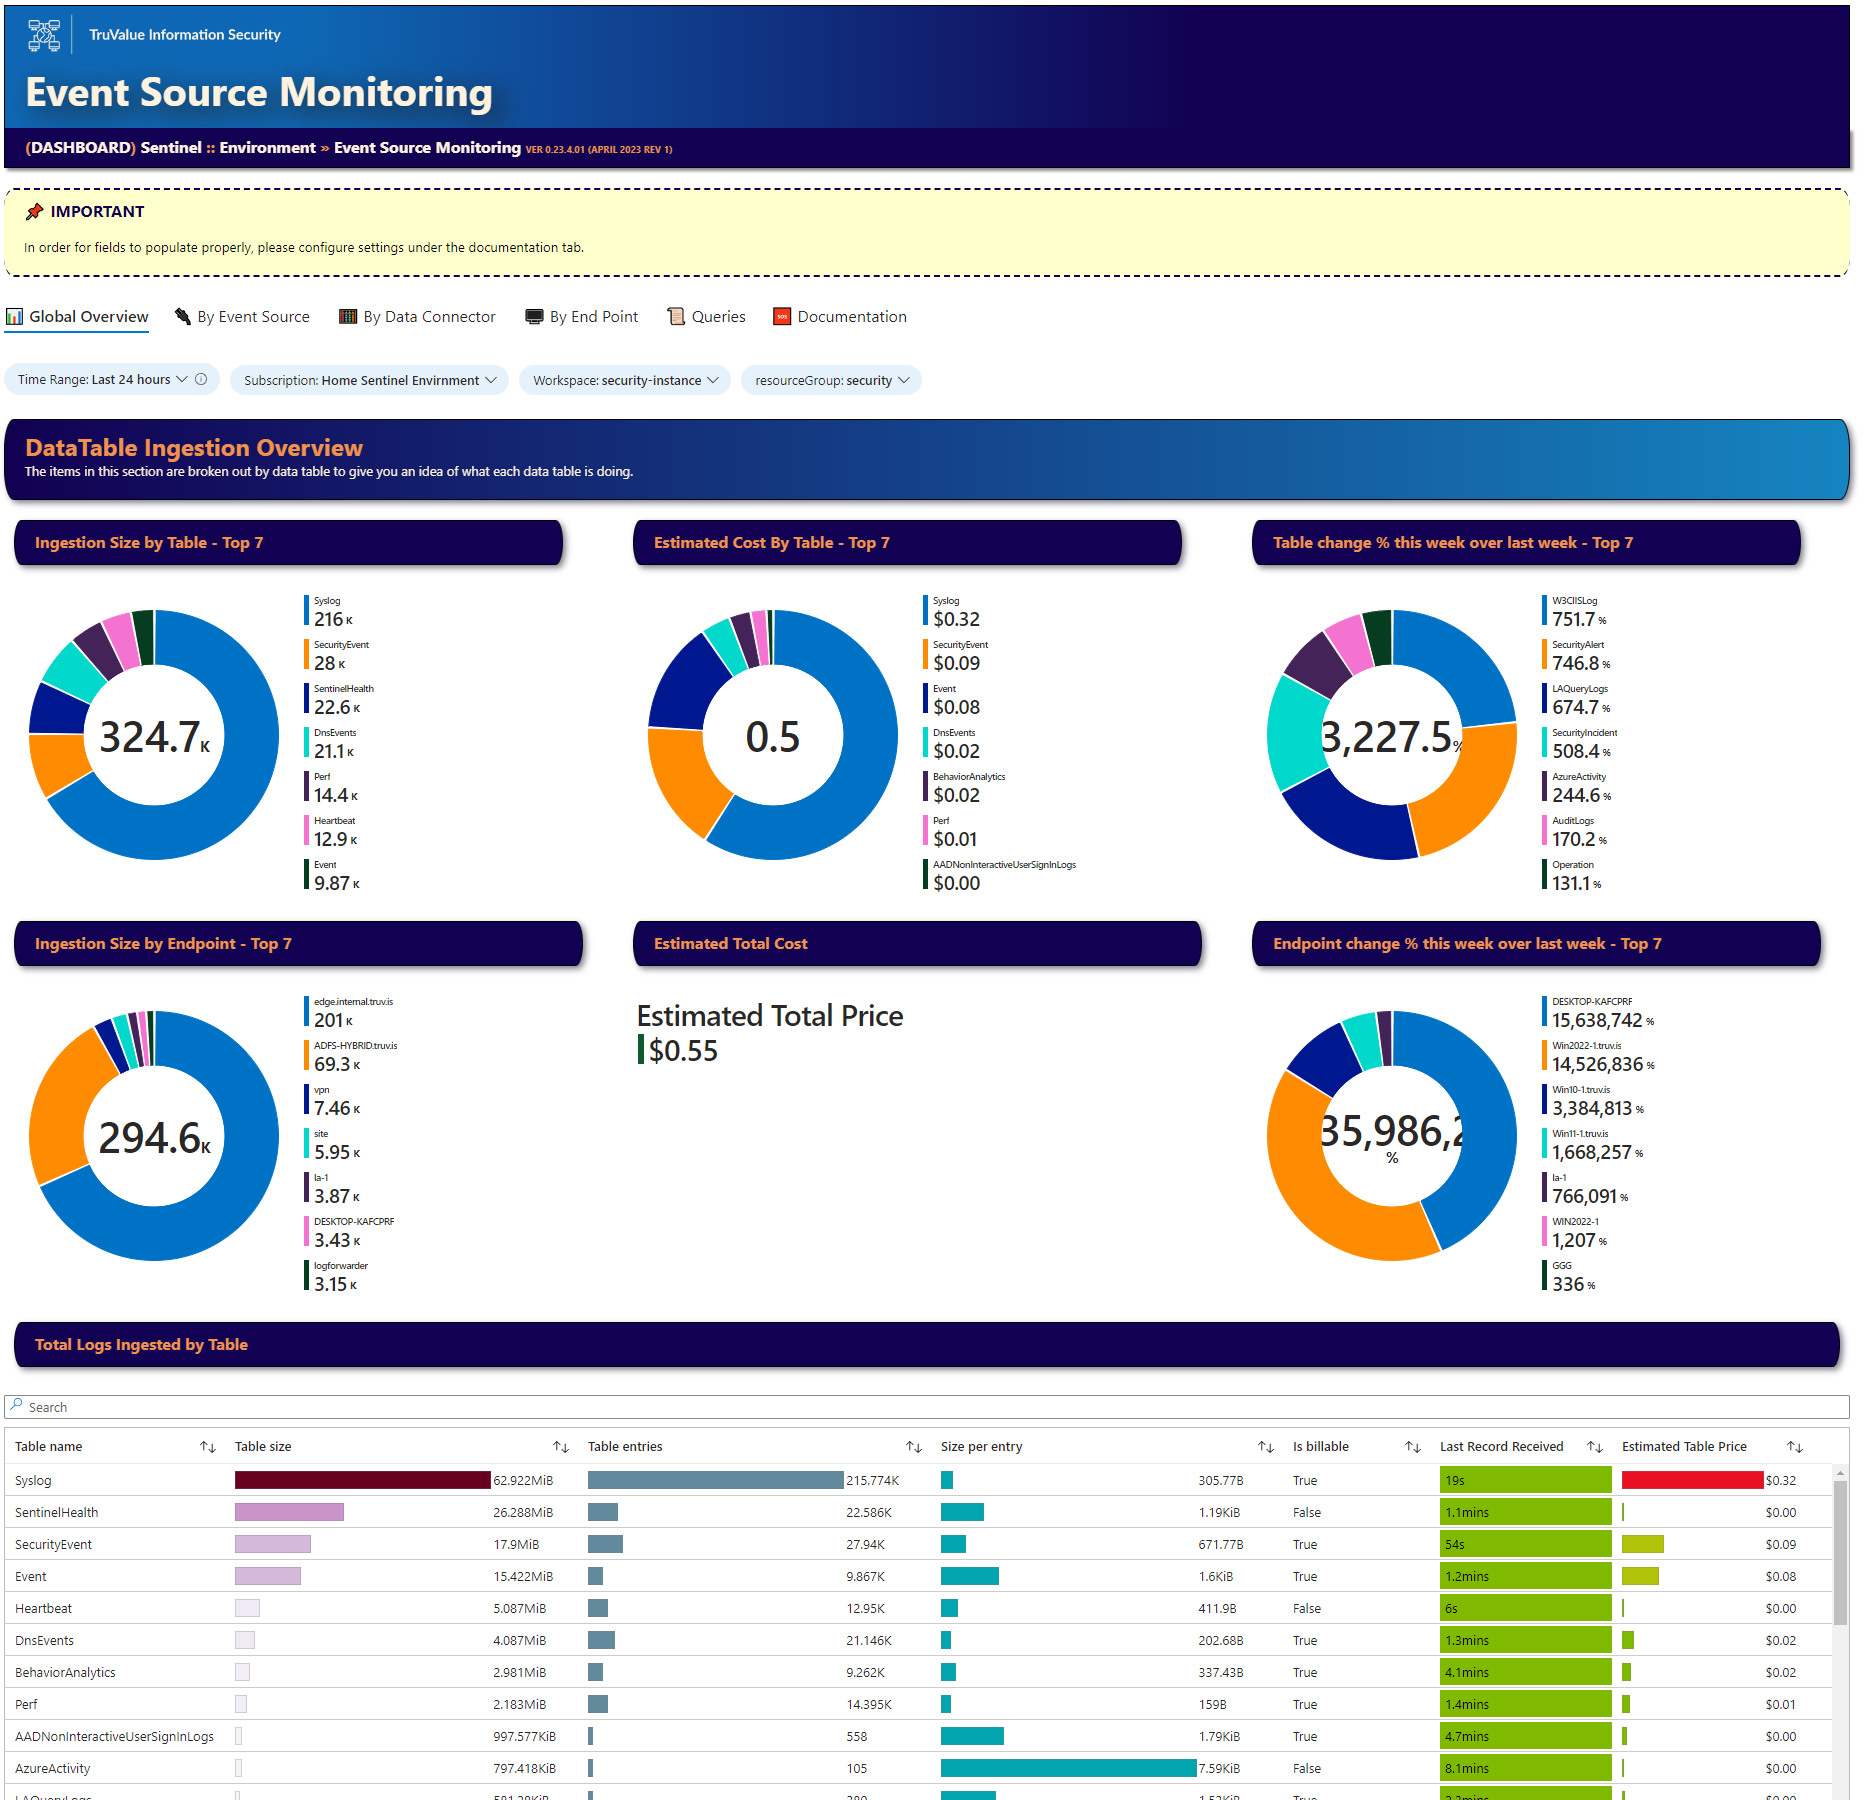 TruValue Information Security
Event Source Monitoring
(DASHBOARD) Sentinel :: Environment » Event Source Monitoring VER 0.23.4.01 (APRIL 2023 REV 1)
IMPORTANT
In order for fields to populate properly, please configure settings under the documentation tab.
Global Overview By Event Source By Data Connector By End Point Queries SOS Documentation
Time Range: Last 24 hours Subscription: Home Sentinel Envirnment Workspace: security-instance resourceGroup: security
DataTable Ingestion Overview
The items in this section are broken out by data table to give you an idea of what each data table is doing.
Ingestion Size by Table - Top 7
324.7K
Syslog
216 K
SecurityEvent
28 K
SentinelHealth
22.6 K
DnsEvents
21.1 K
Perf
14.4 K
Heartbeat
12.9 K
Event
9.87 K
Estimated Cost By Table - Top 7
0.5
Syslog
$0.32
SecurityEvent
$0.09
Event
$0.08
DnsEvents
$0.02
BehaviorAnalytics
$0.02
Perf
$0.01
AADNonInteractiveUserSignInLogs
$0.00
Table change % this week over last week - Top 7
3,227.5%
W3CIISLog
751.7 %
SecurityAlert
746.8 %
LAQueryLogs
674.7 %
SecurityIncident
508.4 %
AzureActivity
244.6 %
AuditLogs
170.2 %
Operation
131.1 %
Ingestion Size by Endpoint - Top 7
294.6K
edge.internal.truv.is
201 K
ADFS-HYBRID.truv.is
69.3 K
vpn
7.46 K
site
5.95 K
la-1
3.87 K
DESKTOP-KAFCPRF
3.43 K
logforwarder
3.15 K
Estimated Total Cost
Estimated Total Price
$0.55
Endpoint change % this week over last week - Top 7
35,986,2
%
DESKTOP-KAFCPRF
15,638,742 %
Win2022-1.truv.is
14,526,836 %
Win10-1.truv.is
3,384,813 %
Win11-1.truv.is
1,668,257 %
la-1
766,091 %
WIN2022-1
1,207 %
GGG
336 %
Total Logs Ingested by Table
Search
Table name Table size Table entries Size per entry Is billable Last Record Received Estimated Table Price
Syslog 62.922MiB 215.774K 305.77B True 19s $0.32
SentinelHealth 26.288MiB 22.586K 1.19KiB False 1.1mins $0.00
SecurityEvent 17.9MiB 27.94K 671.77B True 54s $0.09
Event 15.422MiB 9.867K 1.6KiB True 1.2mins $0.08
Heartbeat 5.087MiB 12.95K 411.9B False 6s $0.00
DnsEvents 4.087MiB 21.146K 202.68B True 1.3mins $0.02
BehaviorAnalytics 2.981MiB 9.262K 337.43B True 4.1mins $0.02
Perf 2.183MiB 14.395K 159B True 1.4mins $0.01
AADNonInteractiveUserSignInLogs 997.577KiB 558 1.79KiB True 4.7mins $0.00
AzureActivity 797.418KiB 105 7.59KiB False 8.1mins $0.00
LAQueryLogs